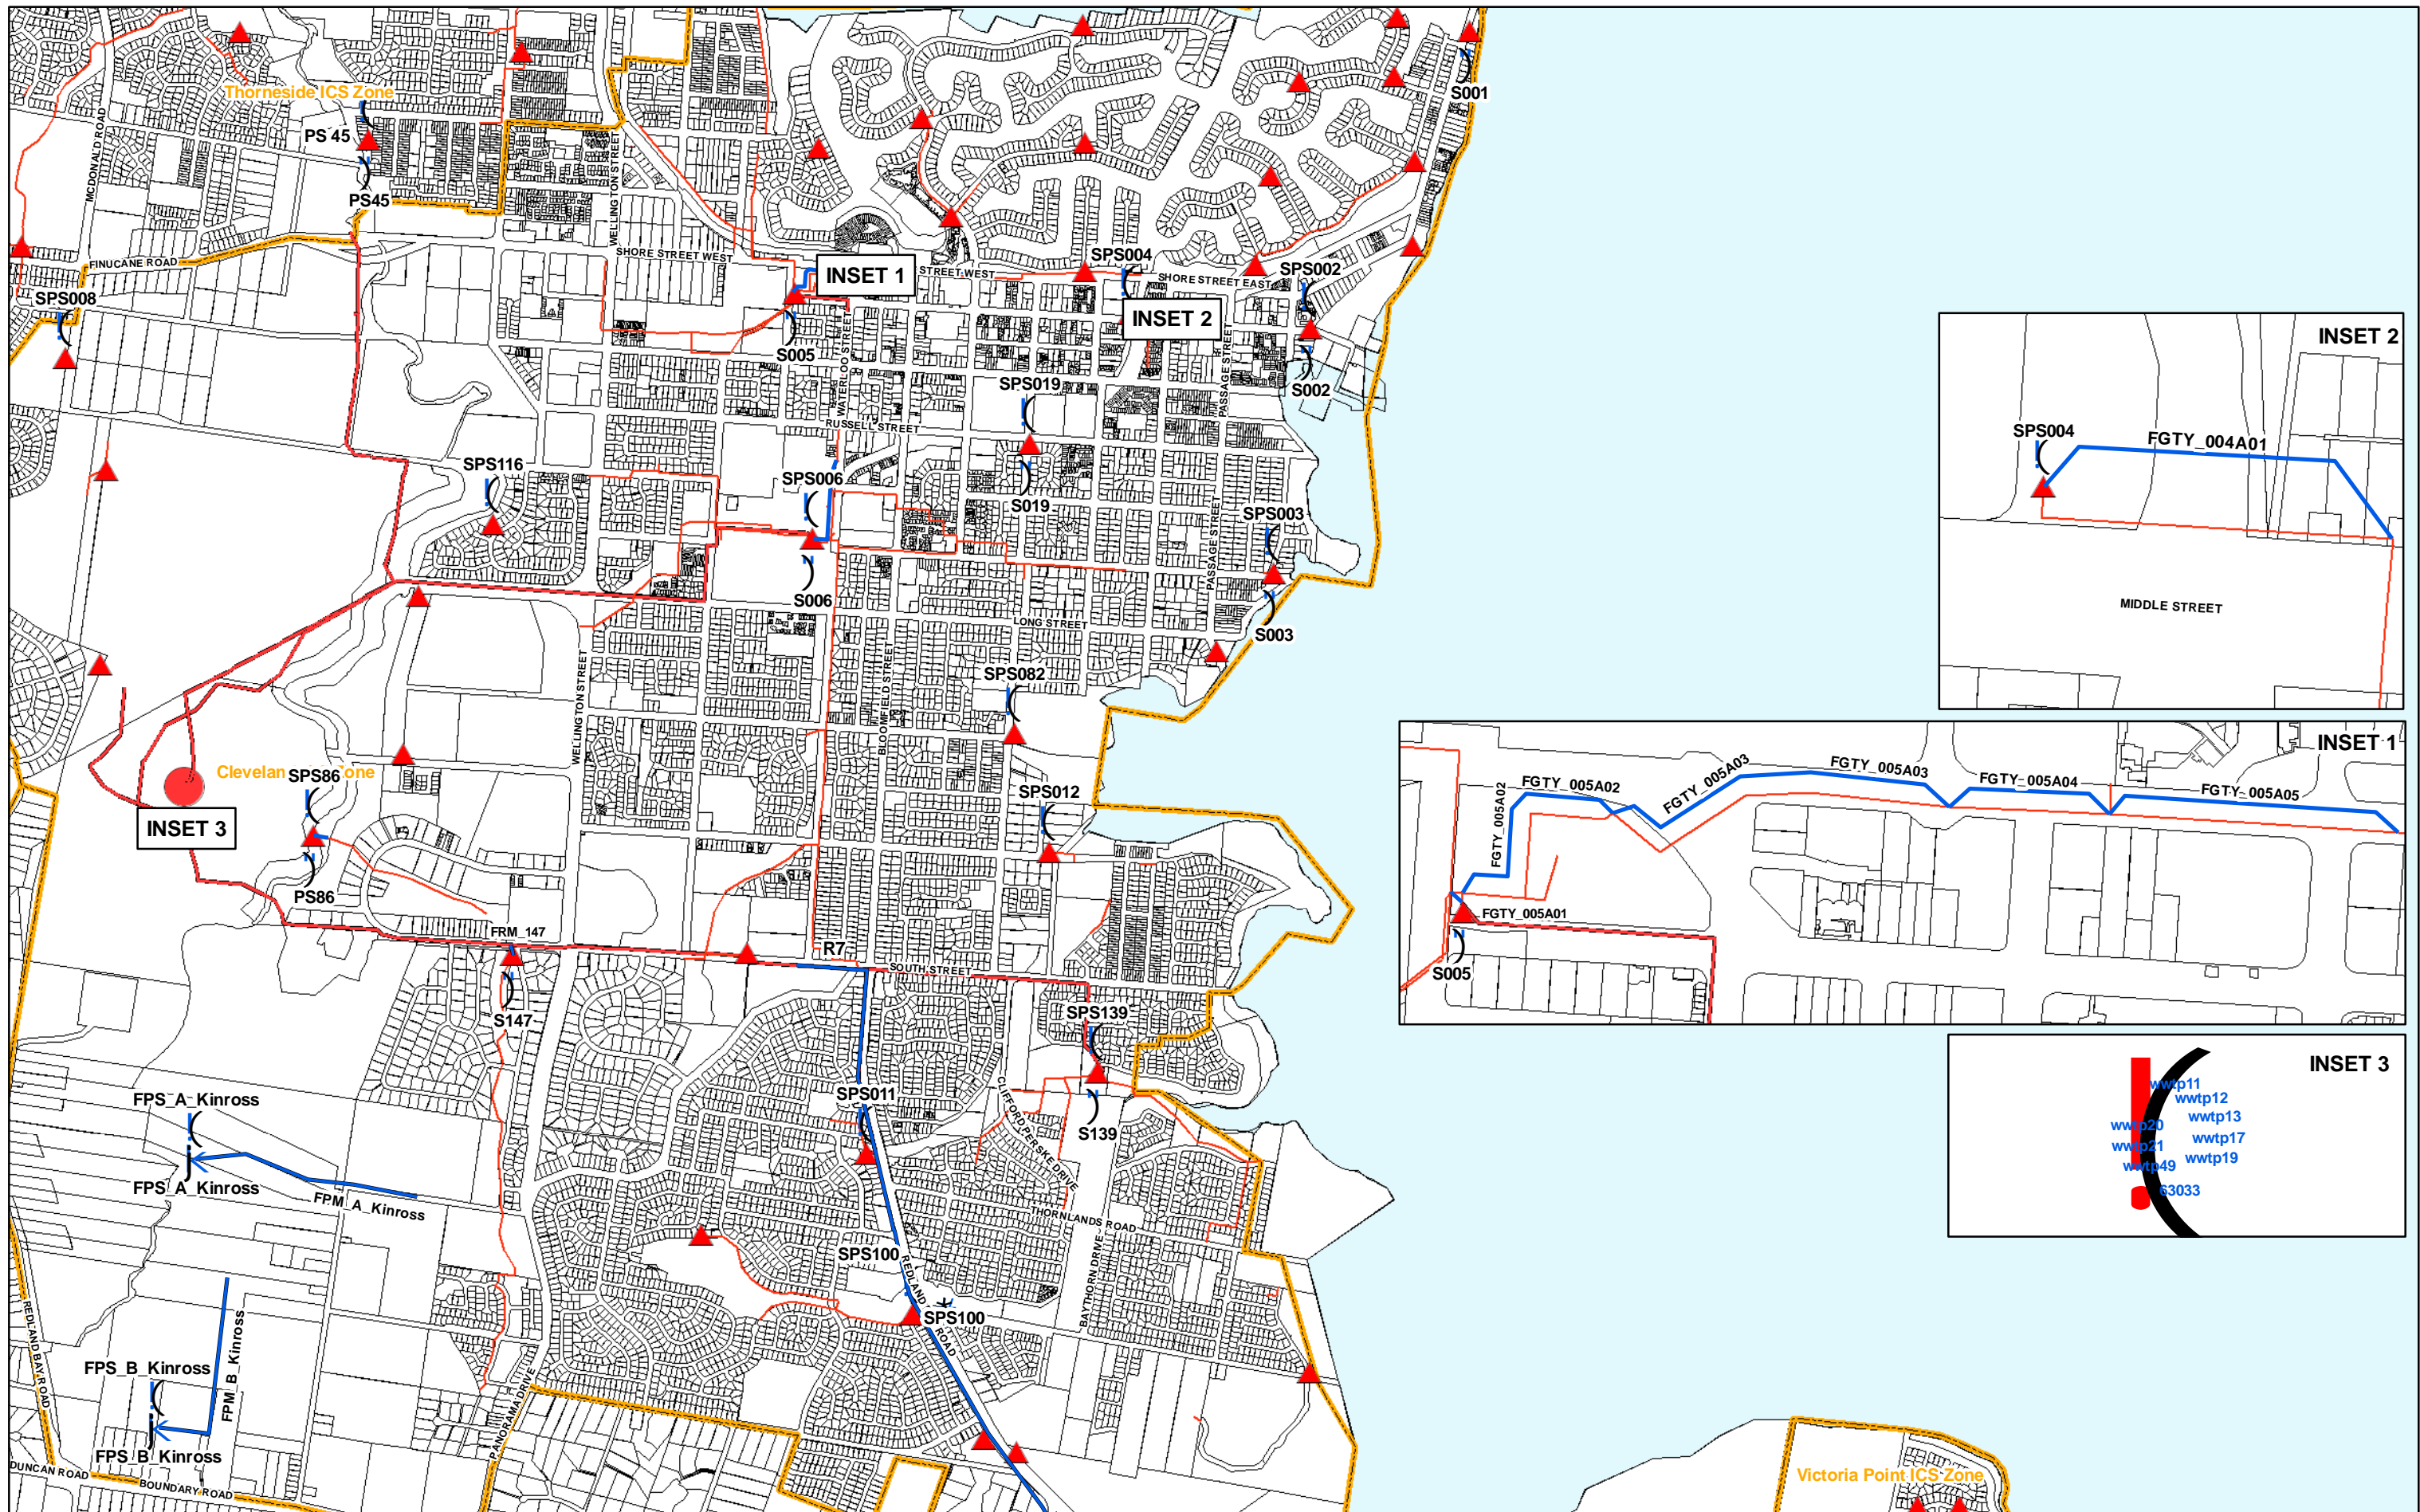 Thorneside ICS Zone
S001
MCDONALD ROAD
PS 45
WELLINGTON STREET
PS45
SHORE STREET WEST
SPS004
FINUCANE ROAD
INSET 1
STREET WEST
SHORE STREET EAST
SPS002
SPS008
INSET 2
S005
WATERLOO STREET
PASSAGE STREET
SPS019
S002
RUSSELL STREET
SPS116
SPS006
S019
PASSAGE STREET
SPS003
S006
LONG STREET
S003
WELLINGTON STREET
BLOOMFIELD STREET
SPS082
Clevelan
SPS86
one
SPS012
INSET 3
PS86
FRM_147
R7
SOUTH STREET
S147
SPS139
SPS011
CLIFFORD PERSKE DRIVE
S139
FPS_A_Kinross
FPS_A_Kinross
FPM_A_Kinross
THORNLANDS ROAD
SPS100
REDLAND
ROAD
BAYTHORN DRIVE
SPS100
REDLAND BAY ROAD
FPM_B_Kinross
FPS_B_Kinross
PANORAMA DRIVE
FPS_B_Kinross
DUNCAN ROAD
BOUNDARY ROAD
Victoria Point ICS Zone
INSET 2
SPS004
FGTY_004A01
MIDDLE STREET
INSET 1
FGTY_005A02
FGTY_005A02
FGTY_005A03
FGTY_005A03
FGTY_005A04
FGTY_005A05
FGTY_005A01
S005
INSET 3
wwtp11
wwtp12
wwtp13
wwtp20
wwtp17
wwtp21
wwtp19
wwtp49
63033